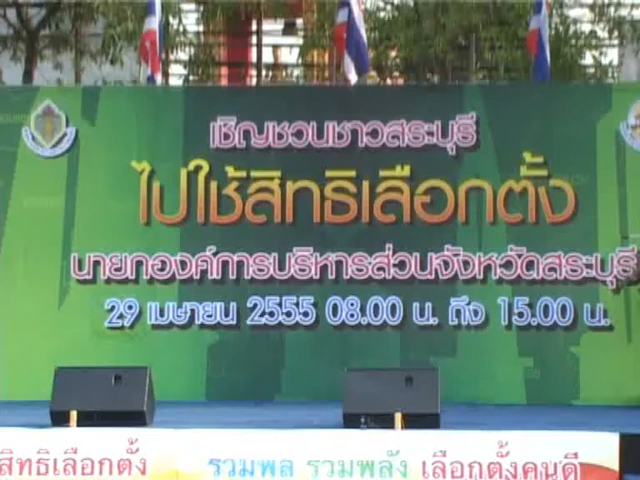 เชิญชวนชาวสระบุรี
ไปใช้สิทธิเลือกตั้ง
นายกองค์การบริหารส่วนจังหวัดสระบุรี
29 เมษายน 2555 08.00 น. ถึง 15.00 น.
สิทธิเลือกตั้ง รวมพล รวมพลัง เลือกตั้งคนดี